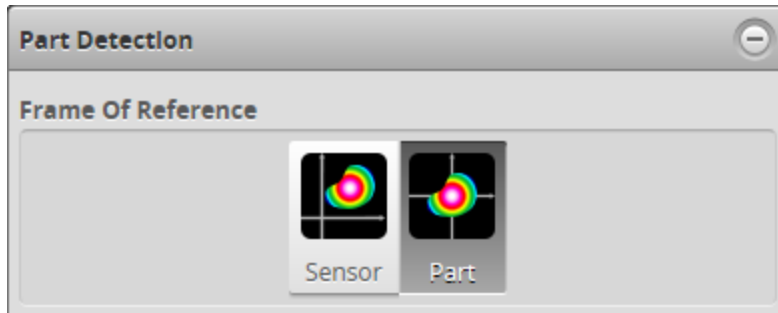 Part Detection
Frame Of Reference
Sensor
Part